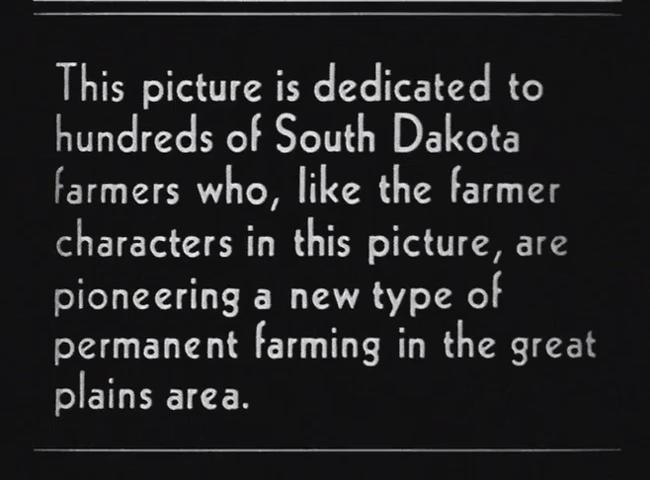 This picture is dedicated to
hundreds of South Dakota
farmers who, like the farmer
characters in this picture, are
pioneering a new type of
permanent farming in the great
plains area.